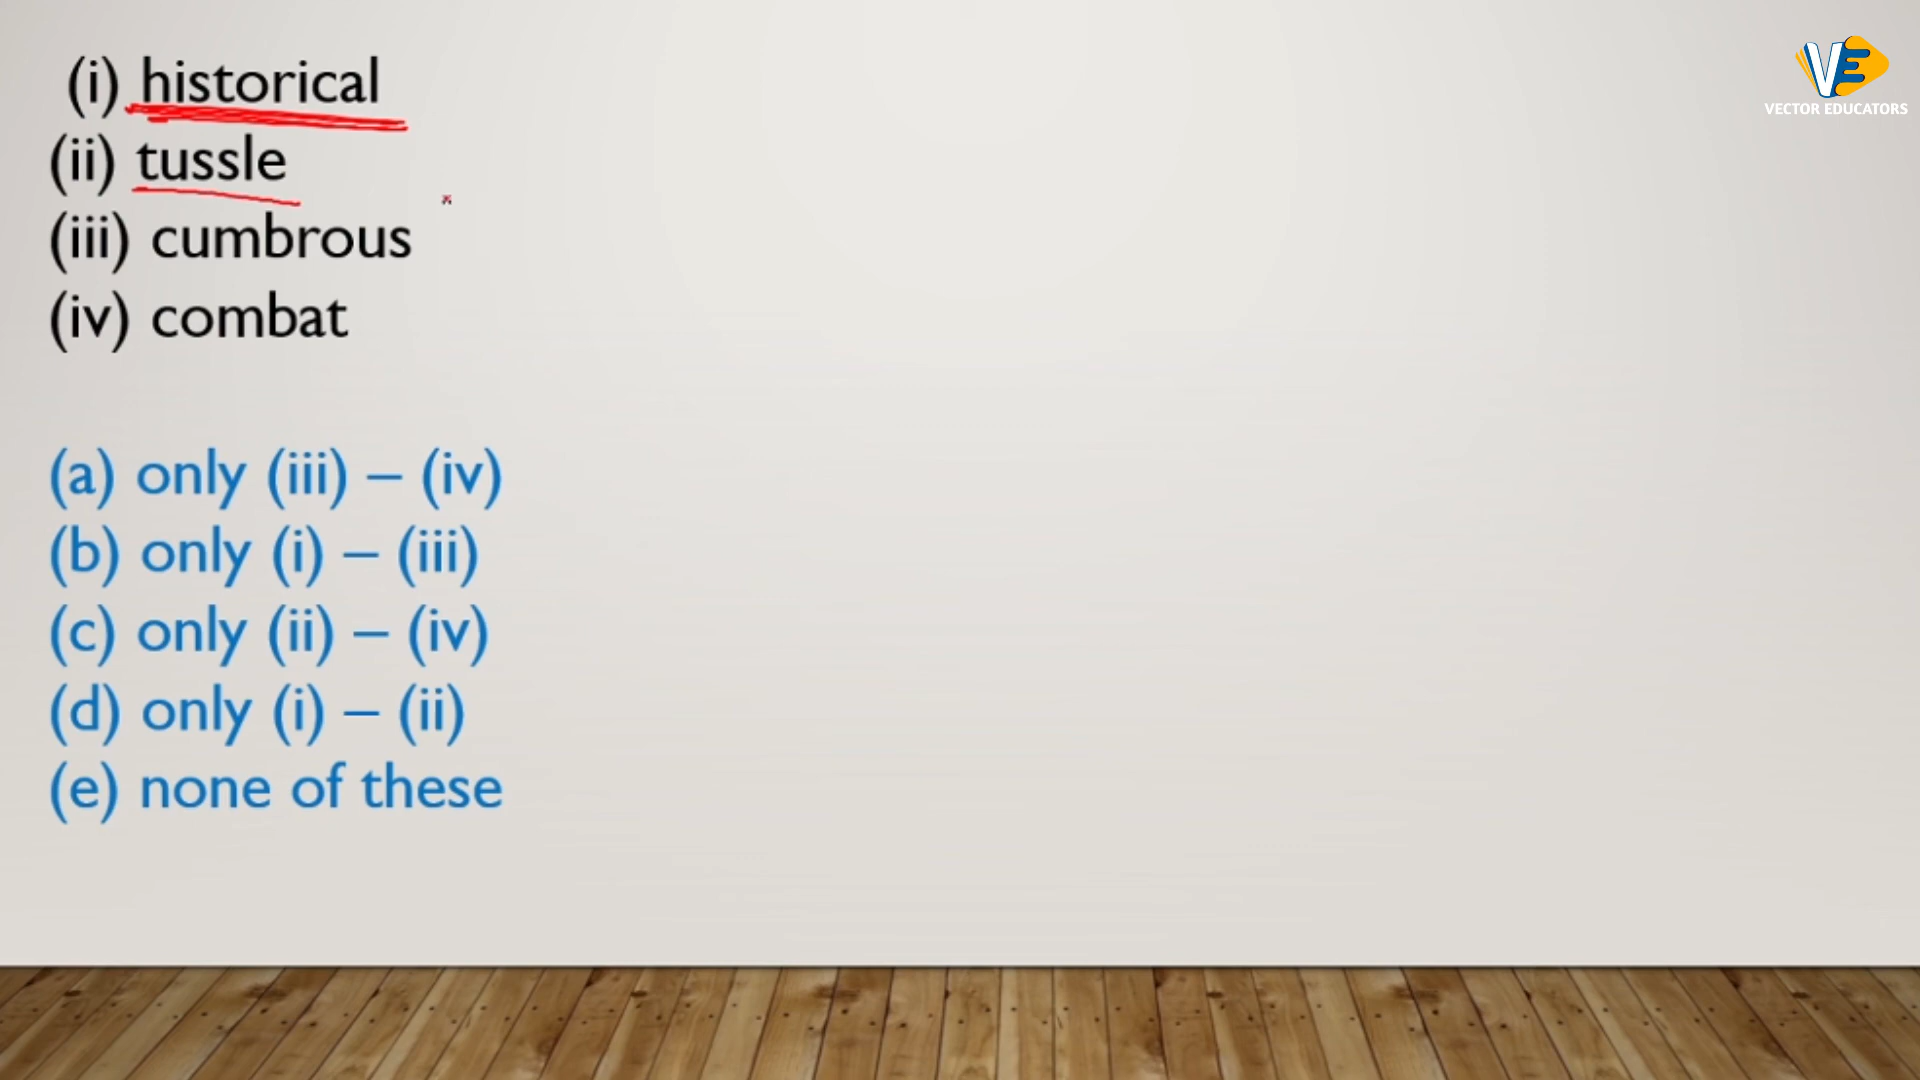 (i) historical
(ii) tussle
(iii) cumbrous
(iv) combat
(a) only (iii) – (iv)
(b) only (i) – (iii)
(c) only (ii) – (iv)
(d) only (i) – (ii)
(e) none of these
VE
VECTOR EDUCATORS